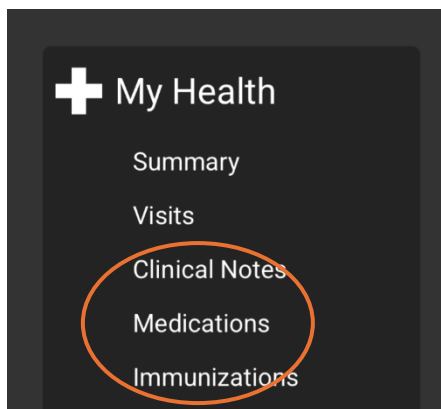 My Health
Summary
Visits
Clinical Notes
Medications
Immunizations